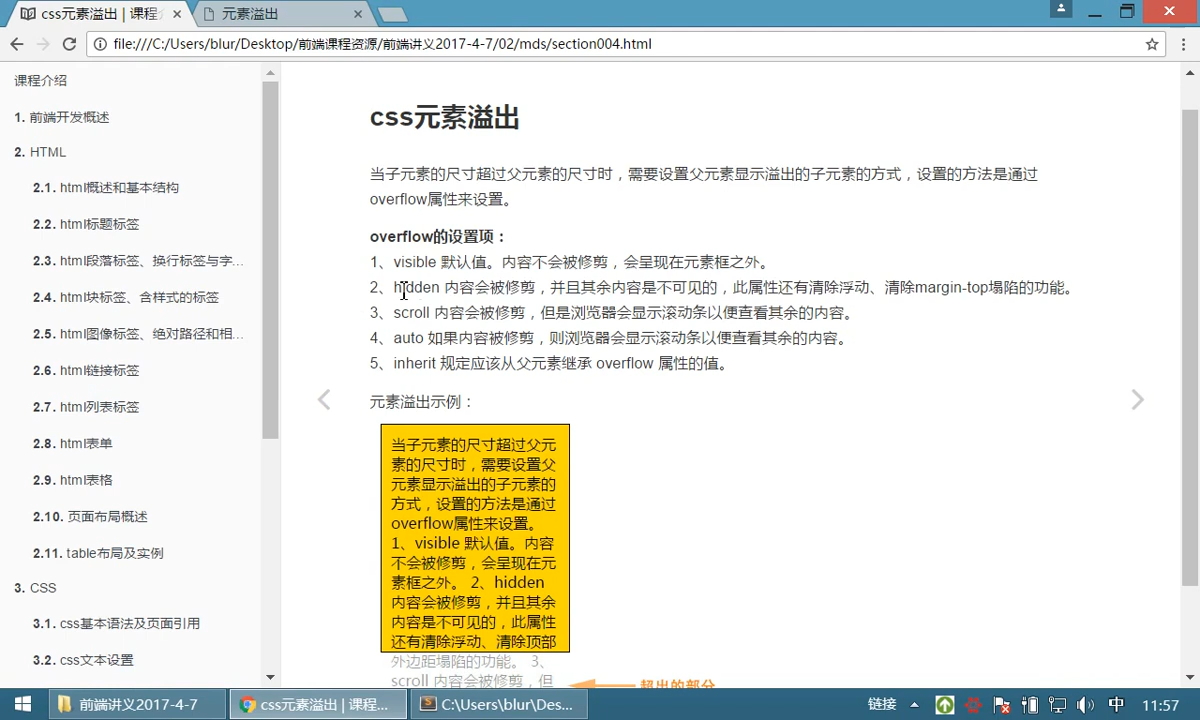 css元素溢出 | 课程
元素溢出
file:///C:/Users/blur/Desktop/前端课程资源/前端讲义2017-4-7/02/mds/section004.html
课程介绍
1. 前端开发概述
2. HTML
2.1. html概述和基本结构
2.2. html标题标签
2.3. html段落标签、换行标签与字...
2.4. html块标签、含样式的标签
2.5. html图像标签、绝对路径和相...
2.6. html链接标签
2.7. html列表标签
2.8. html表单
2.9. html表格
2.10. 页面布局概述
2.11. table布局及实例
3. CSS
3.1. css基本语法及页面引用
3.2. css文本设置
css元素溢出
当子元素的尺寸超过父元素的尺寸时，需要设置父元素显示溢出的子元素的方式，设置的方法是通过
overflow属性来设置。
overflow的设置项：
1、visible 默认值。内容不会被修剪，会呈现在元素框之外。
2、hidden 内容会被修剪，并且其余内容是不可见的，此属性还有清除浮动、清除margin-top塌陷的功能。
3、scroll 内容会被修剪，但是浏览器会显示滚动条以便查看其余的内容。
4、auto 如果内容被修剪，则浏览器会显示滚动条以便查看其余的内容。
5、inherit 规定应该从父元素继承 overflow 属性的值。
元素溢出示例：
当子元素的尺寸超过父元
素的尺寸时，需要设置父
元素显示溢出的子元素的
方式，设置的方法是通过
overflow属性来设置。
1、visible 默认值。内容
不会被修剪，会呈现在元
素框之外。 2、hidden
内容会被修剪，并且其余
内容是不可见的，此属性
还有清除浮动、清除顶部
外边距塌陷的功能。 3、
scroll 内容会被修剪，但
超出的部分
前端讲义2017-4-7
css元素溢出 | 课程...
C:\Users\blur\Des...
链接
中
11:57